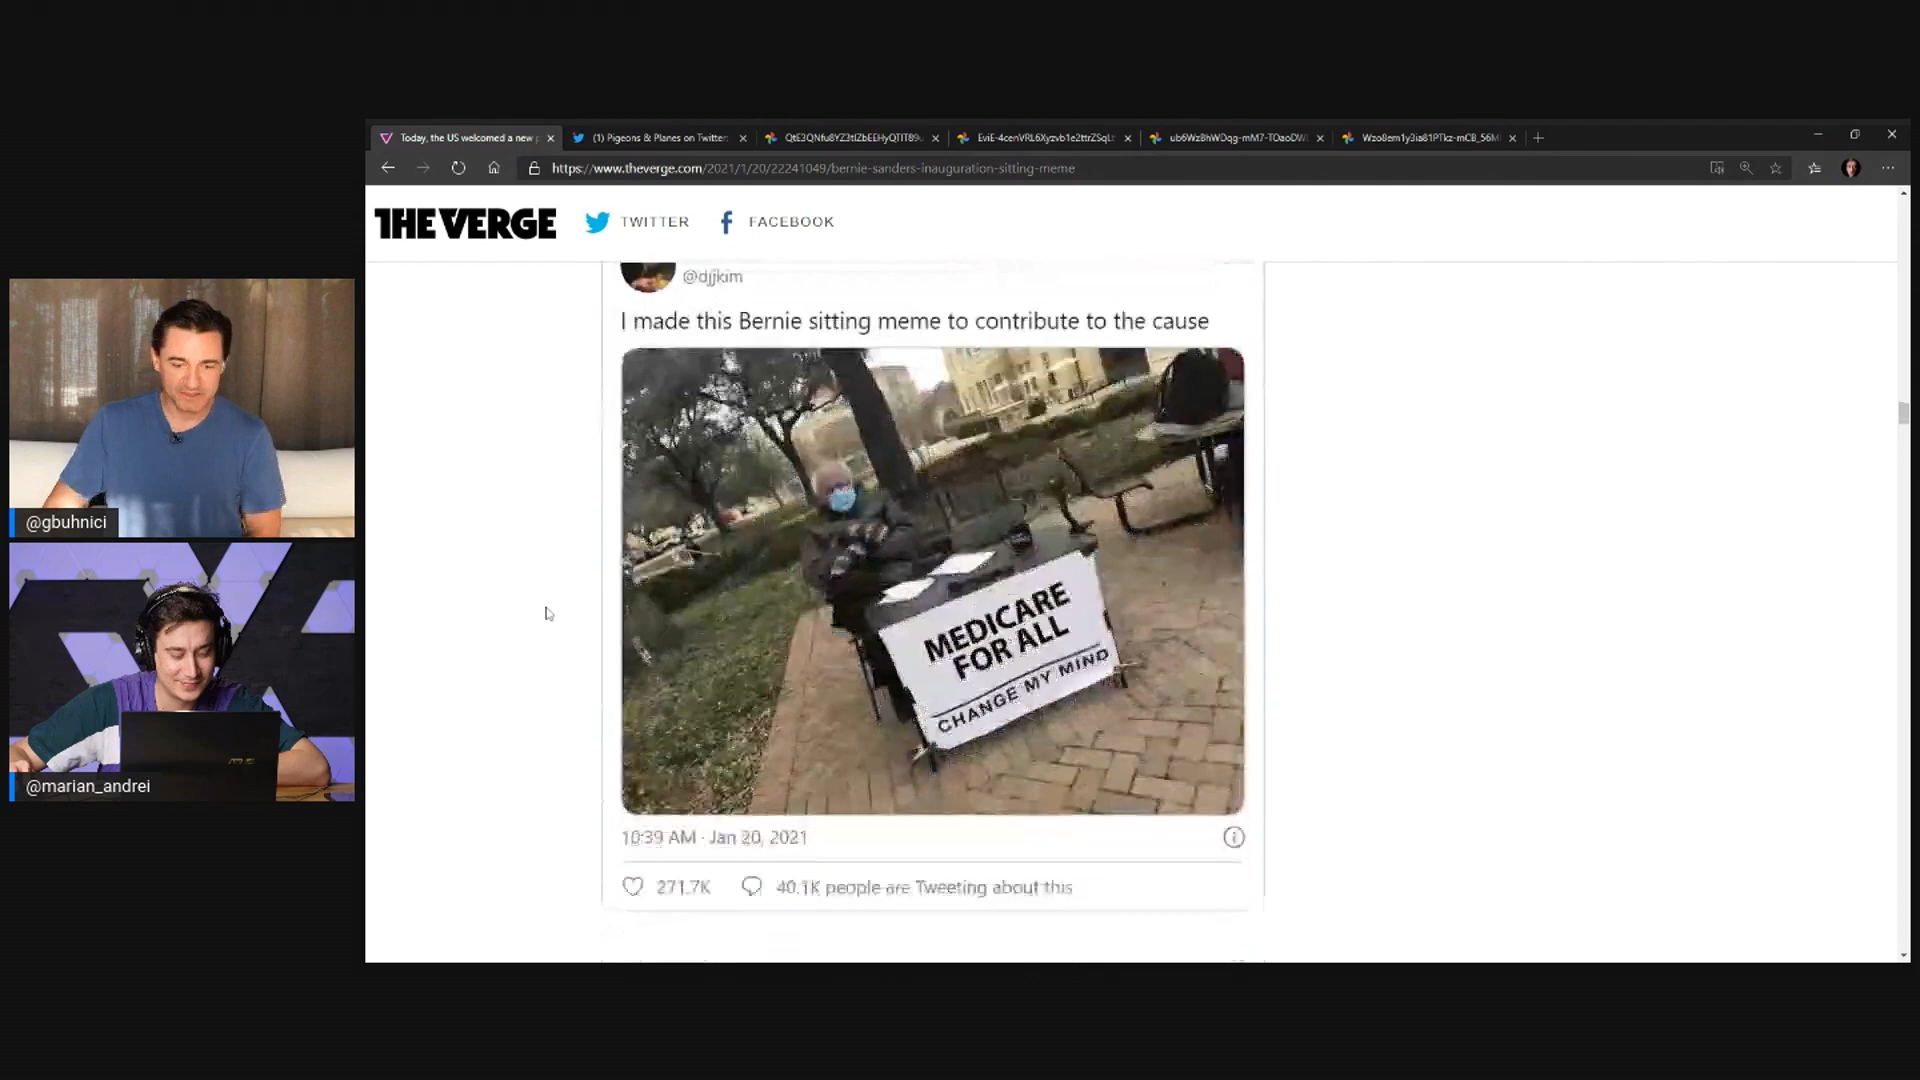 Today, the US welcomed a new p
(1) Pigeons & Planes on Twitter:
https://www.theverge.com/2021/1/20/22241049/bernie-sanders-inauguration-sitting-meme
THE VERGE
TWITTER
FACEBOOK
@djjkim
I made this Bernie sitting meme to contribute to the cause
MEDICARE
FOR ALL
CHANGE MY MIND
10:39 AM · Jan 20, 2021
271.7K
40.1K people are Tweeting about this
@gbuhnici
ASUS
@marian_andrei